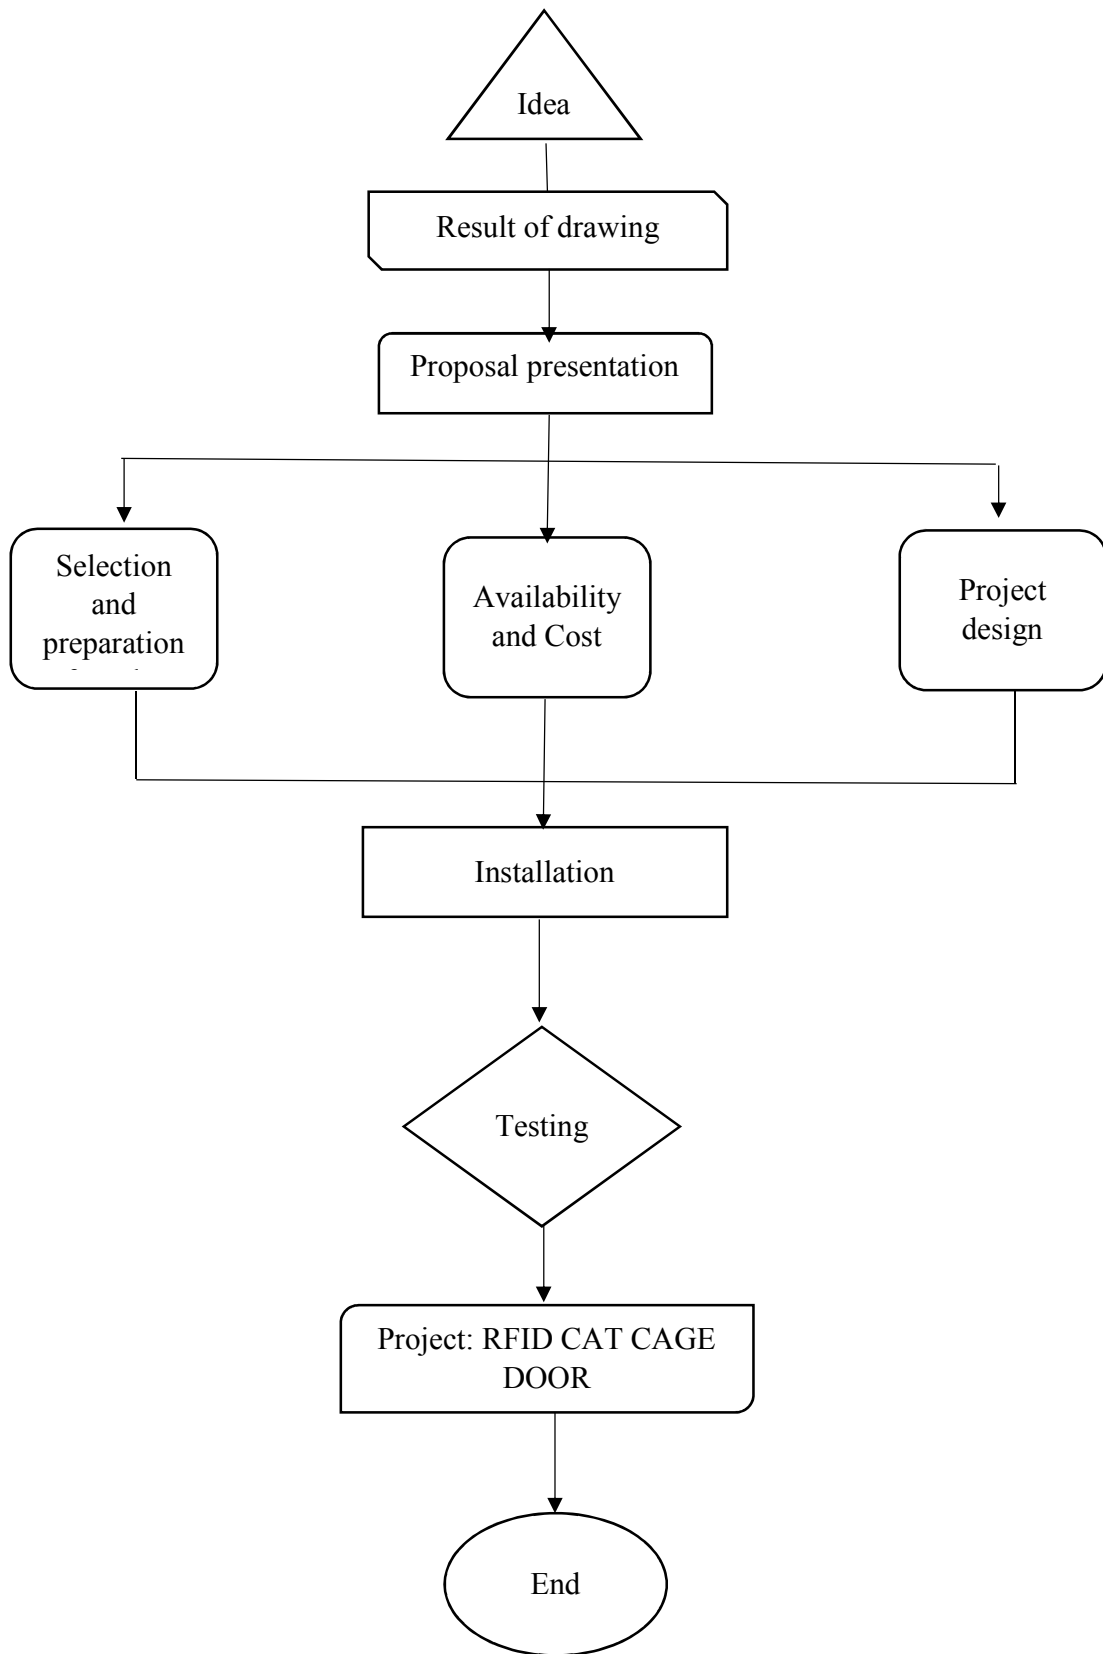 Idea
Result of drawing
Proposal presentation
Selection
and
preparation
Availability
and Cost
Project
design
Installation
Testing
Project: RFID CAT CAGE
DOOR
End